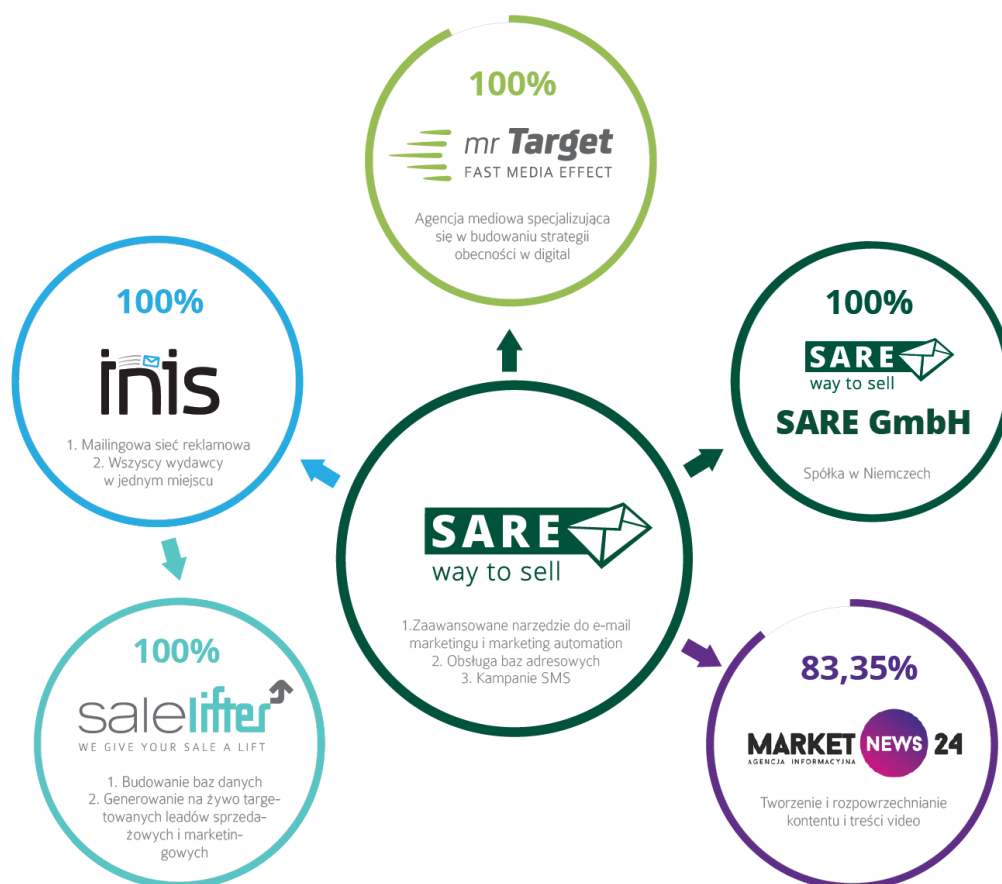 100%
mr Target
FAST MEDIA EFFECT
Agencja mediowa specjalizująca
się w budowaniu strategii
obecności w digital
100%
inis
1. Mailingowa sieć reklamowa
2. Wszyscy wydawcy
w jednym miejscu
100%
SARE
way to sell
SARE GmbH
Spółka w Niemczech
SARE
way to sell
1.Zaawansowane narzędzie do e-mail
marketingu i marketing automation
2. Obsługa baz adresowych
3. Kampanie SMS
100%
salelifter
WE GIVE YOUR SALE A LIFT
1. Budowanie baz danych
2. Generowanie na żywo targe-
towanych leadów sprzeda-
żowych i marketin-
gowych
83,35%
MARKET NEWS 24
AGENCJA INFORMACYJNA
Tworzenie i rozpowrzechnianie
kontentu i treści video